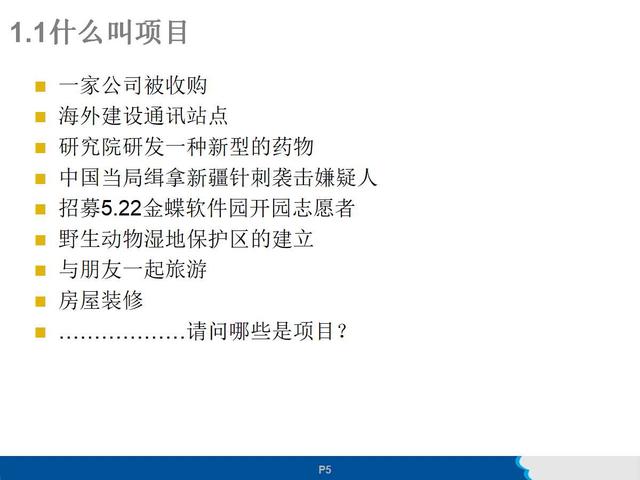 1.1什么叫项目
一家公司被收购
海外建设通讯站点
研究院研发一种新型的药物
中国当局缉拿新疆针刺袭击嫌疑人
招募5.22金蝶软件园开园志愿者
野生动物湿地保护区的建立
与朋友一起旅游
房屋装修
………………请问哪些是项目？
P5